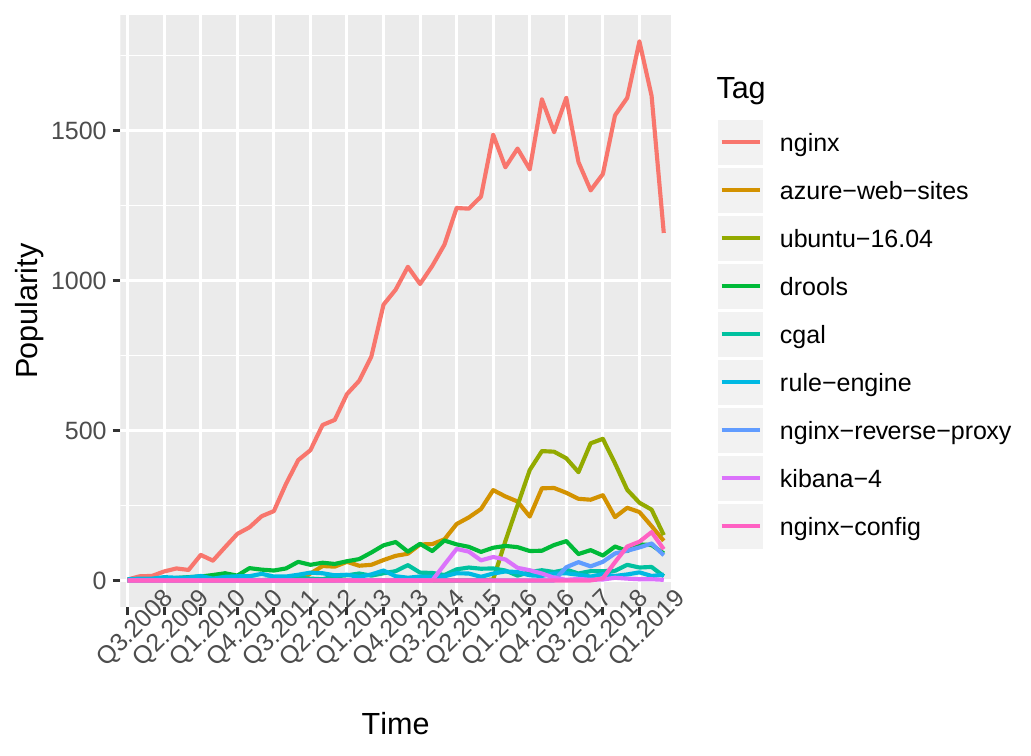 Popularity
1500
1000
500
0
Q3.2008
Q2.2009
Q1.2010
Q4.2010
Q3.2011
Q2.2012
Q1.2013
Q4.2013
Q3.2014
Q2.2015
Q1.2016
Q4.2016
Q3.2017
Q2.2018
Q1.2019
Time
Tag
nginx
azure−web−sites
ubuntu−16.04
drools
cgal
rule−engine
nginx−reverse−proxy
kibana−4
nginx−config